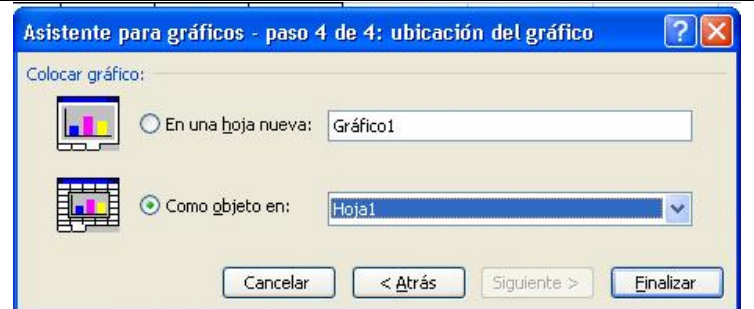 Asistente para gráficos - paso 4 de 4: ubicación del gráfico
Colocar gráfico:
En una hoja nueva: Gráfico1
Como objeto en: Hoja1
Cancelar < Atrás Siguiente > Finalizar